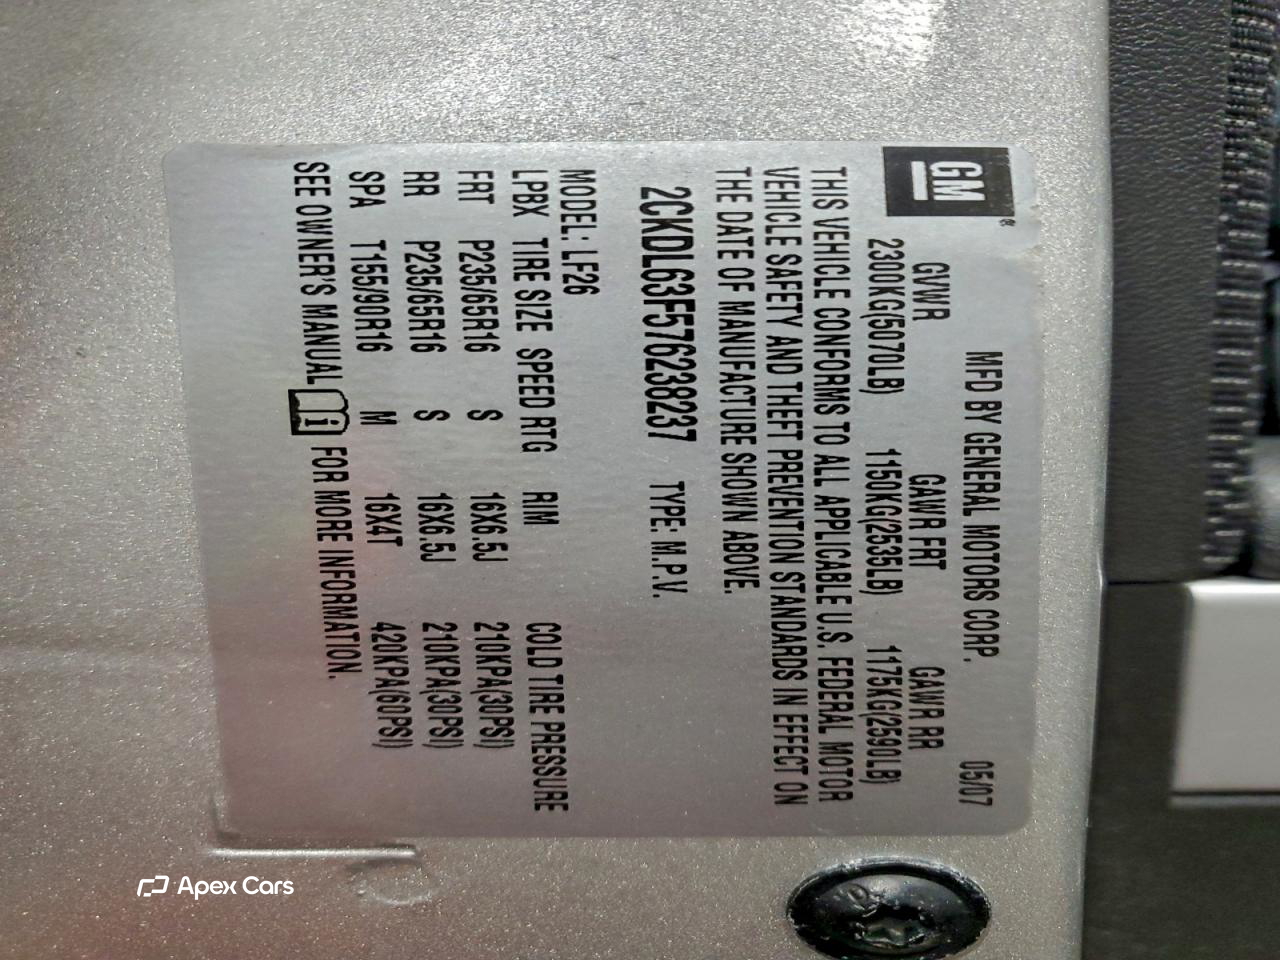 GM®
MFD BY GENERAL MOTORS CORP. 05/07
GVWR GAWR FRT GAWR RR
2300KG(5070LB) 1150KG(2535LB) 1175KG(2590LB)
THIS VEHICLE CONFORMS TO ALL APPLICABLE U.S. FEDERAL MOTOR
VEHICLE SAFETY AND THEFT PREVENTION STANDARDS IN EFFECT ON
THE DATE OF MANUFACTURE SHOWN ABOVE.
2CKDL63F576238237 TYPE: M.P.V.
MODEL: LF26
LPBX TIRE SIZE SPEED RTG RIM COLD TIRE PRESSURE
FRT P235/65R16 S 16X6.5J 210KPA(30PSI)
RR P235/65R16 S 16X6.5J 210KPA(30PSI)
SPA T155/90R16 M 16X4T 420KPA(60PSI)
SEE OWNER'S MANUAL i FOR MORE INFORMATION.
Apex Cars